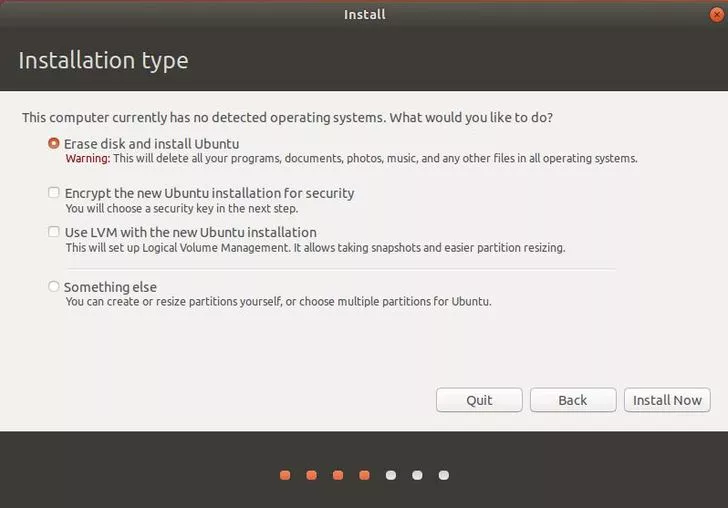 Install
Installation type
This computer currently has no detected operating systems. What would you like to do?
Erase disk and install Ubuntu
Warning: This will delete all your programs, documents, photos, music, and any other files in all operating systems.
Encrypt the new Ubuntu installation for security
You will choose a security key in the next step.
Use LVM with the new Ubuntu installation
This will set up Logical Volume Management. It allows taking snapshots and easier partition resizing.
Something else
You can create or resize partitions yourself, or choose multiple partitions for Ubuntu.
Quit
Back
Install Now